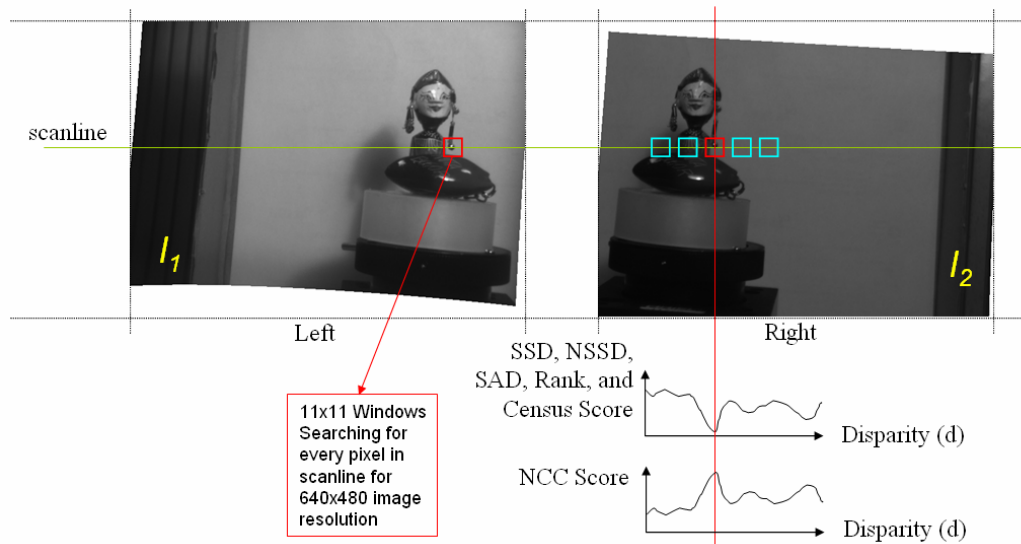 scanline
I1
I2
Left
Right
11x11 Windows
Searching for
every pixel in
scanline for
640x480 image
resolution
SSD, NSSD,
SAD, Rank, and
Census Score
Disparity (d)
NCC Score
Disparity (d)